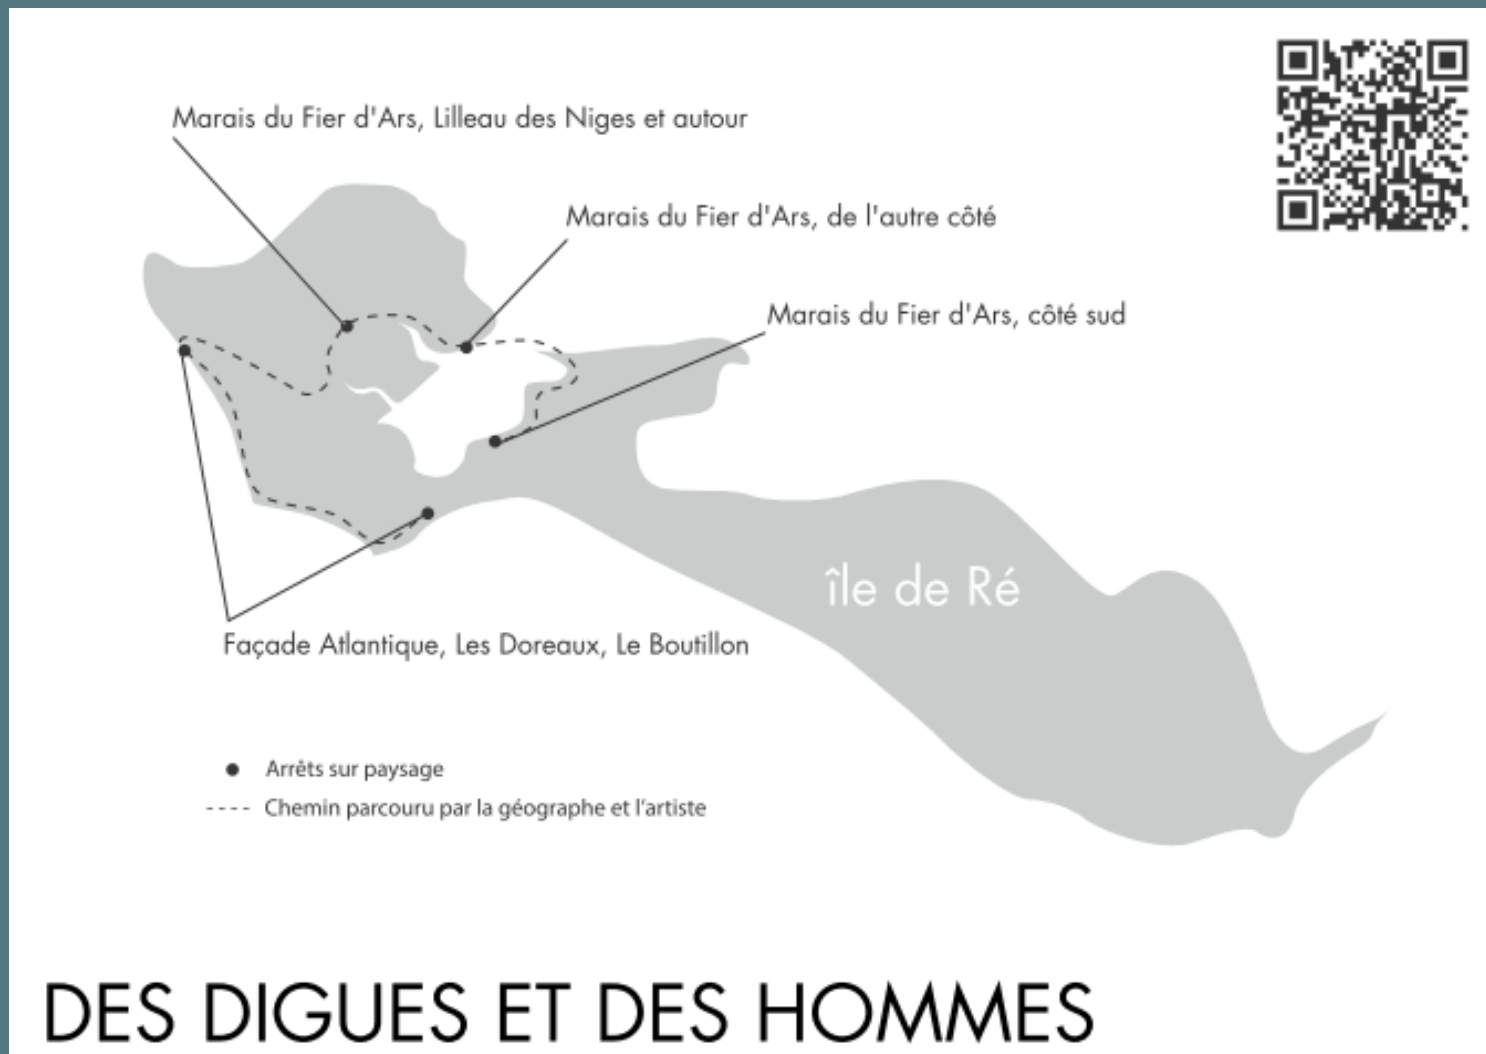 Marais du Fier d'Ars, Lilleau des Niges et autour
Marais du Fier d'Ars, de l'autre côté
Marais du Fier d'Ars, côté sud
île de Ré
Façade Atlantique, Les Doreaux, Le Boutillon
Arrêts sur paysage
Chemin parcouru par la géographe et l'artiste
DES DIGUES ET DES HOMMES